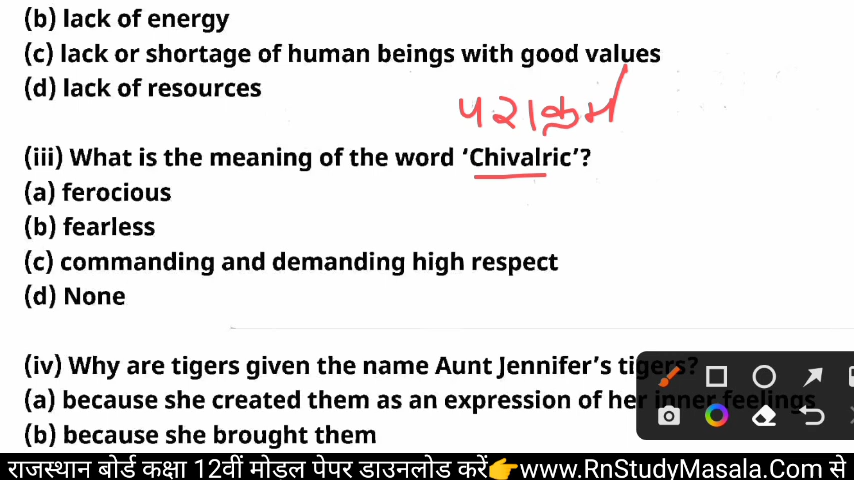 (b) lack of energy
(c) lack or shortage of human beings with good values
(d) lack of resources
पराक्रम
(iii) What is the meaning of the word ‘Chivalric’?
(a) ferocious
(b) fearless
(c) commanding and demanding high respect
(d) None
(iv) Why are tigers given the name Aunt Jennifer’s tigers?
(a) because she created them as an expression of her inner feelings
(b) because she brought them
राजस्थान बोर्ड कक्षा 12वीं मोडल पेपर डाउनलोड करें👉www.RnStudyMasala.Com से